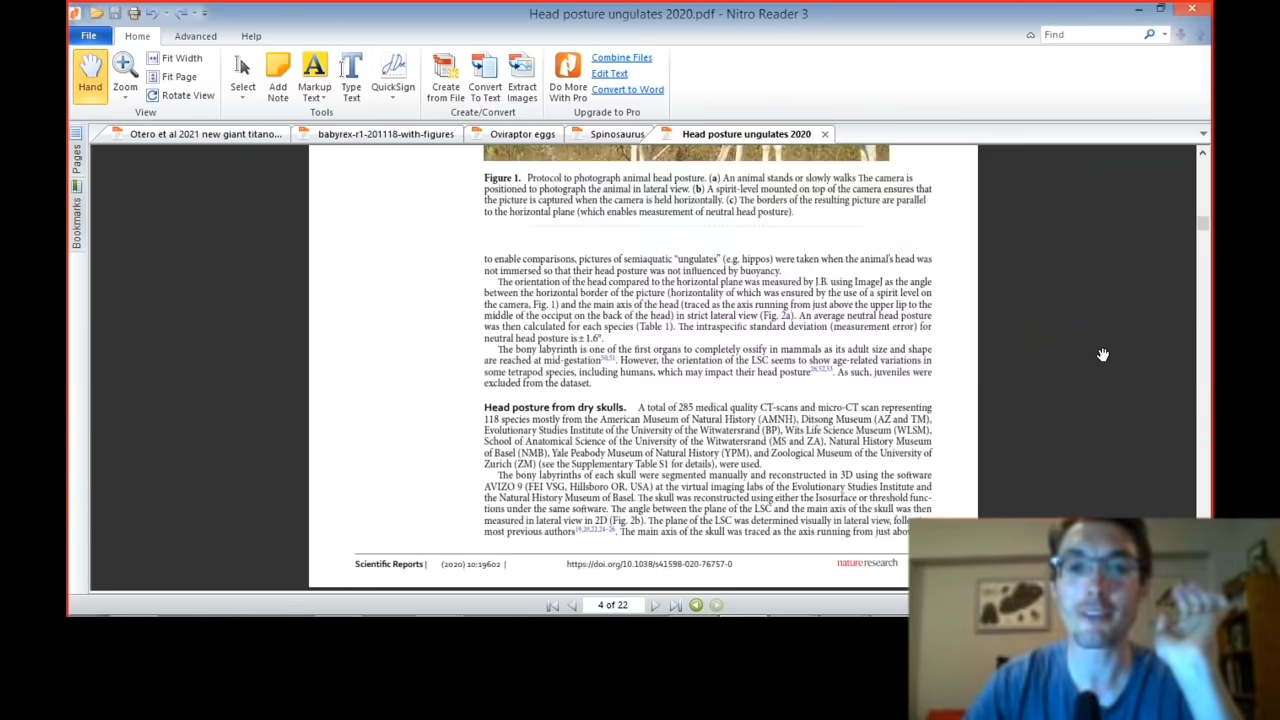 Head posture ungulates 2020.pdf - Nitro Reader 3
File Home Advanced Help
Find
Hand
Zoom
Fit Width
Fit Page
Rotate View
View
Select
Add Note
Markup Text
Type Text
QuickSign
Tools
Create from File
Convert To Text
Extract Images
Create/Convert
Do More With Pro
Combine Files
Edit Text
Convert to Word
Upgrade to Pro
Otero et al 2021 new giant titano...
babyrex-r1-201118-with-figures
Oviraptor eggs
Spinosaurus
Head posture ungulates 2020
Pages
Bookmarks
Figure 1. Protocol to photograph animal head posture. (a) An animal stands or slowly walks The camera is
positioned to photograph the animal in lateral view. (b) A spirit-level mounted on top of the camera ensures that
the picture is captured when the camera is held horizontally. (c) The borders of the resulting picture are parallel
to the horizontal plane (which enables measurement of neutral head posture).
to enable comparisons, pictures of semiaquatic “ungulates” (e.g. hippos) were taken when the animal’s head was
not immersed so that their head posture was not influenced by buoyancy.
The orientation of the head compared to the horizontal plane was measured by J.B. using ImageJ as the angle
between the horizontal border of the picture (horizontality of which was ensured by the use of a spirit level on
the camera, Fig. 1) and the main axis of the head (traced as the axis running from just above the upper lip to the
middle of the occiput on the back of the head) in strict lateral view (Fig. 2a). An average neutral head posture
was then calculated for each species (Table 1). The intraspecific standard deviation (measurement error) for
neutral head posture is ± 1.6°.
The bony labyrinth is one of the first organs to completely ossify in mammals as its adult size and shape
are reached at mid-gestation50,51. However, the orientation of the LSC seems to show age-related variations in
some tetrapod species, including humans, which may impact their head posture26,52,53. As such, juveniles were
excluded from the dataset.
Head posture from dry skulls. A total of 285 medical quality CT-scans and micro-CT scan representing
118 species mostly from the American Museum of Natural History (AMNH), Ditsong Museum (AZ and TM),
Evolutionary Studies Institute of the University of Witwatersrand (BP), Wits Life Science Museum (WLSM),
School of Anatomical Science of the University of the Witwatersrand (MS and ZA), Natural History Museum
of Basel (NMB), Yale Peabody Museum of Natural History (YPM), and Zoological Museum of the University of
Zurich (ZM) (see the Supplementary Table S1 for details), were used.
The bony labyrinths of each skull were segmented manually and reconstructed in 3D using the software
AVIZO 9 (FEI VSG, Hillsboro OR, USA) at the virtual imaging labs of the Evolutionary Studies Institute and
the Natural History Museum of Basel. The skull was reconstructed using either the Isosurface or threshold func-
tions under the same software. The angle between the plane of the LSC and the main axis of the skull was then
measured in lateral view in 2D (Fig. 2b). The plane of the LSC was determined visually in lateral view,
most previous authors19,20,22,24–26. The main axis of the skull was traced as the axis running from just
Scientific Reports | (2020) 10:19602 | https://doi.org/10.1038/s41598-020-76757-0 natureresearch
4 of 22